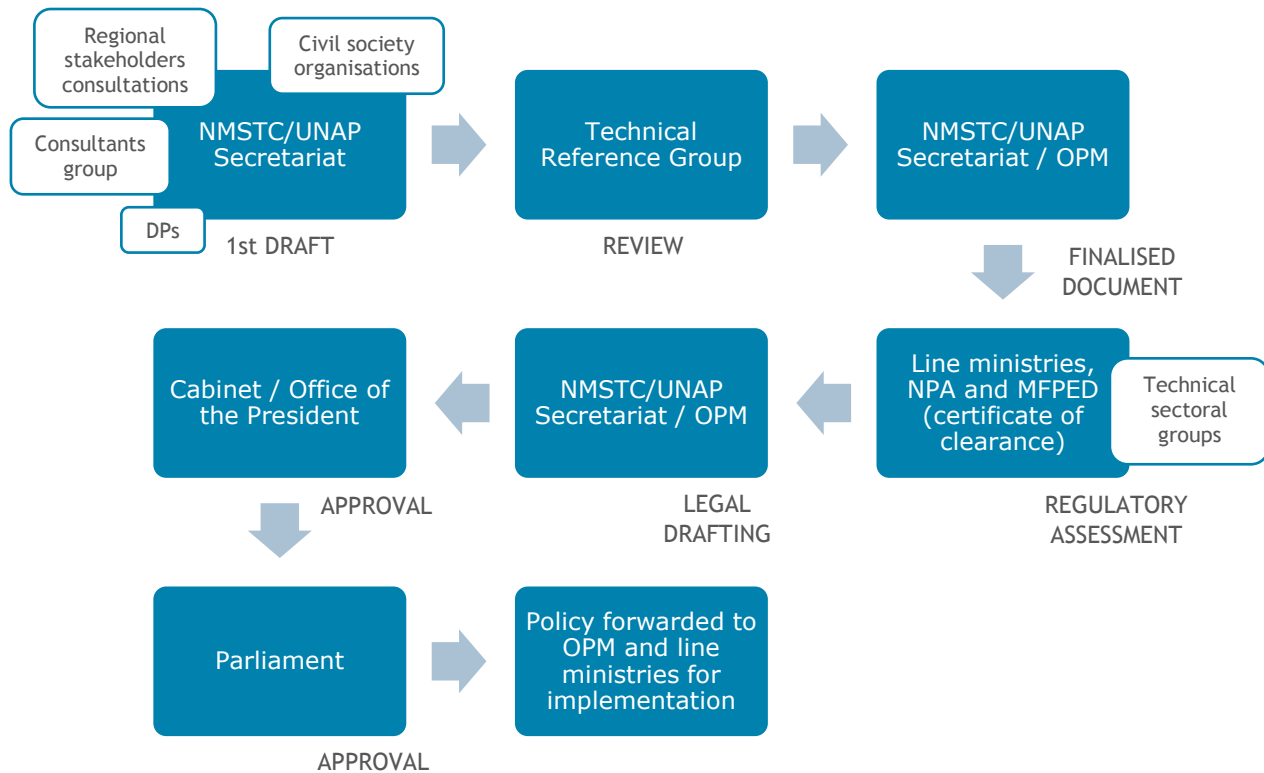 Regional
stakeholders
consultations
Civil society
organisations
Consultants
group
DPs
NMSTC/UNAP
Secretariat
1st DRAFT
Technical
Reference Group
REVIEW
NMSTC/UNAP
Secretariat / OPM
FINALISED
DOCUMENT
Line ministries,
NPA and MFPED
(certificate of
clearance)
Technical
sectoral
groups
REGULATORY
ASSESSMENT
NMSTC/UNAP
Secretariat / OPM
LEGAL
DRAFTING
Cabinet / Office of
the President
APPROVAL
Parliament
APPROVAL
Policy forwarded to
OPM and line
ministries for
implementation